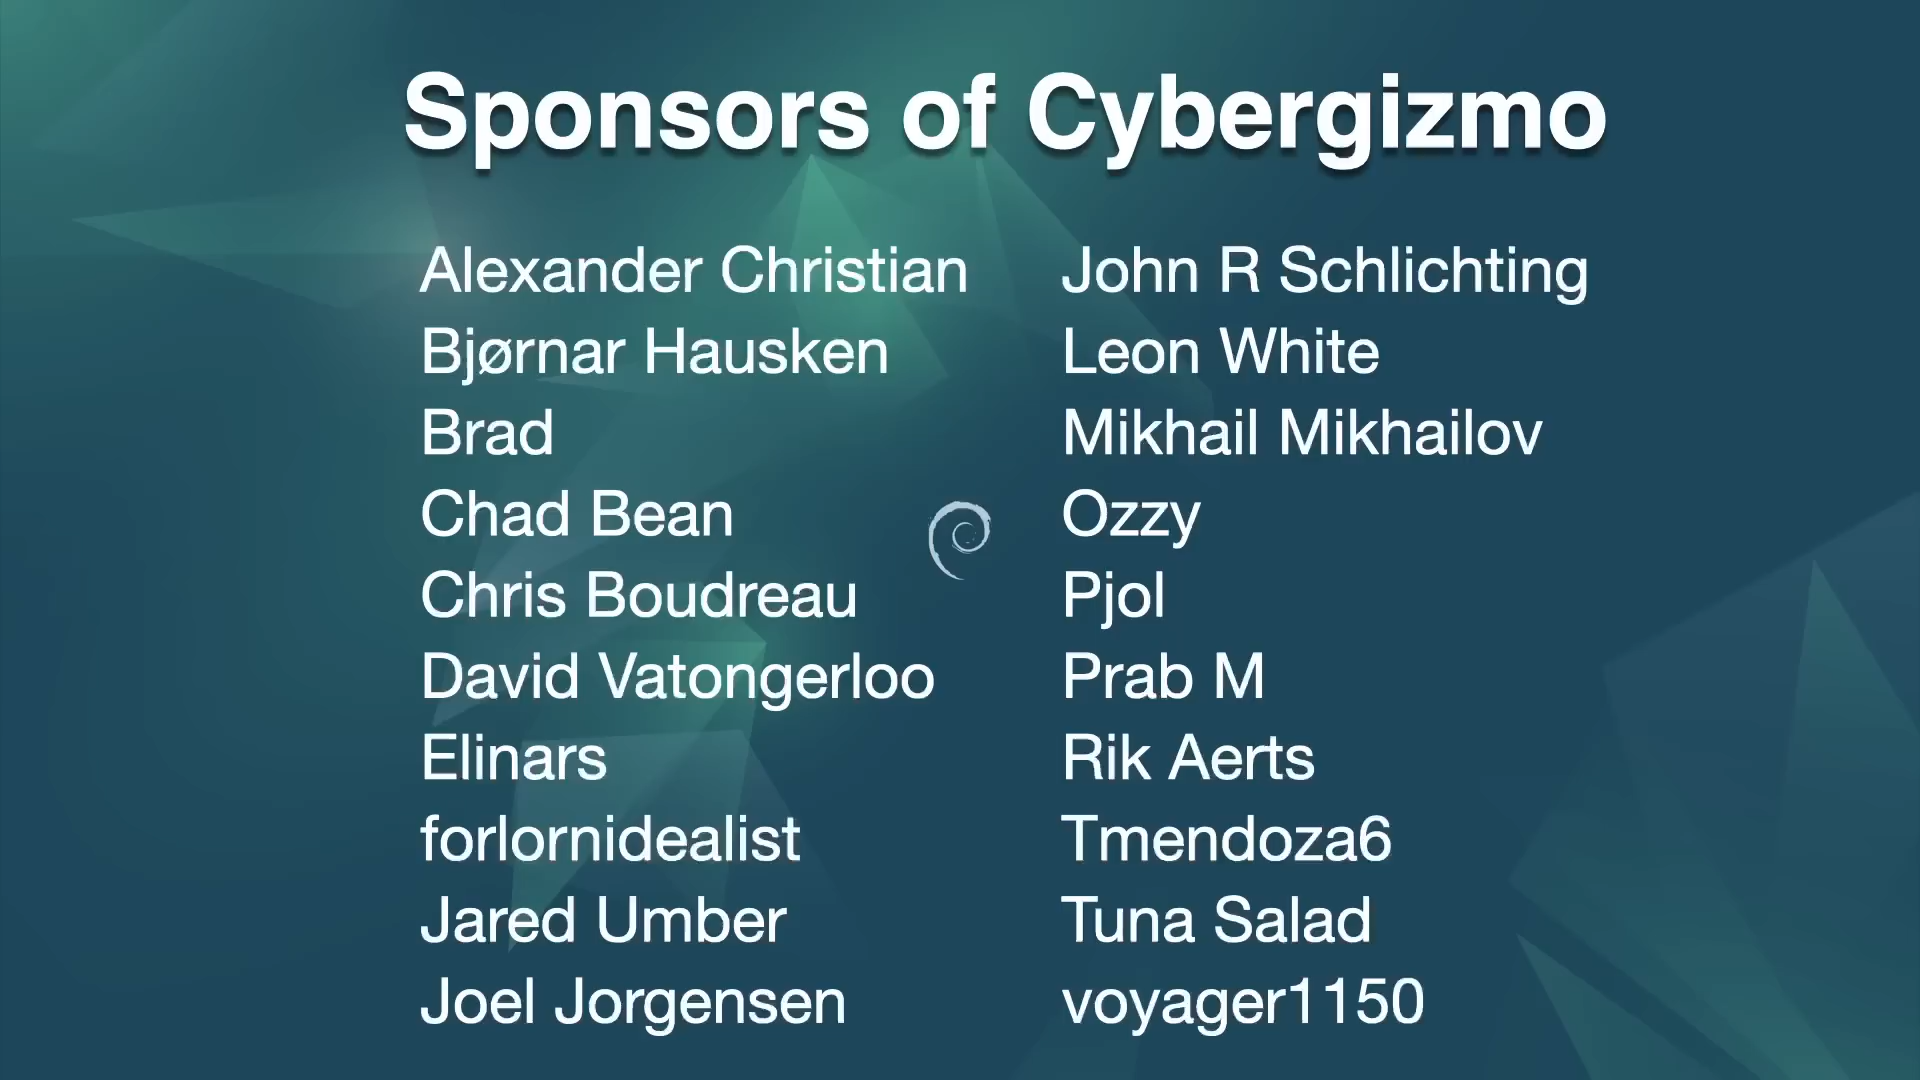 Sponsors of Cybergizmo
Alexander Christian
Bjørnar Hausken
Brad
Chad Bean
Chris Boudreau
David Vatongerloo
Elinars
forlornidealist
Jared Umber
Joel Jorgensen
John R Schlichting
Leon White
Mikhail Mikhailov
Ozzy
Pjol
Prab M
Rik Aerts
Tmendoza6
Tuna Salad
voyager1150